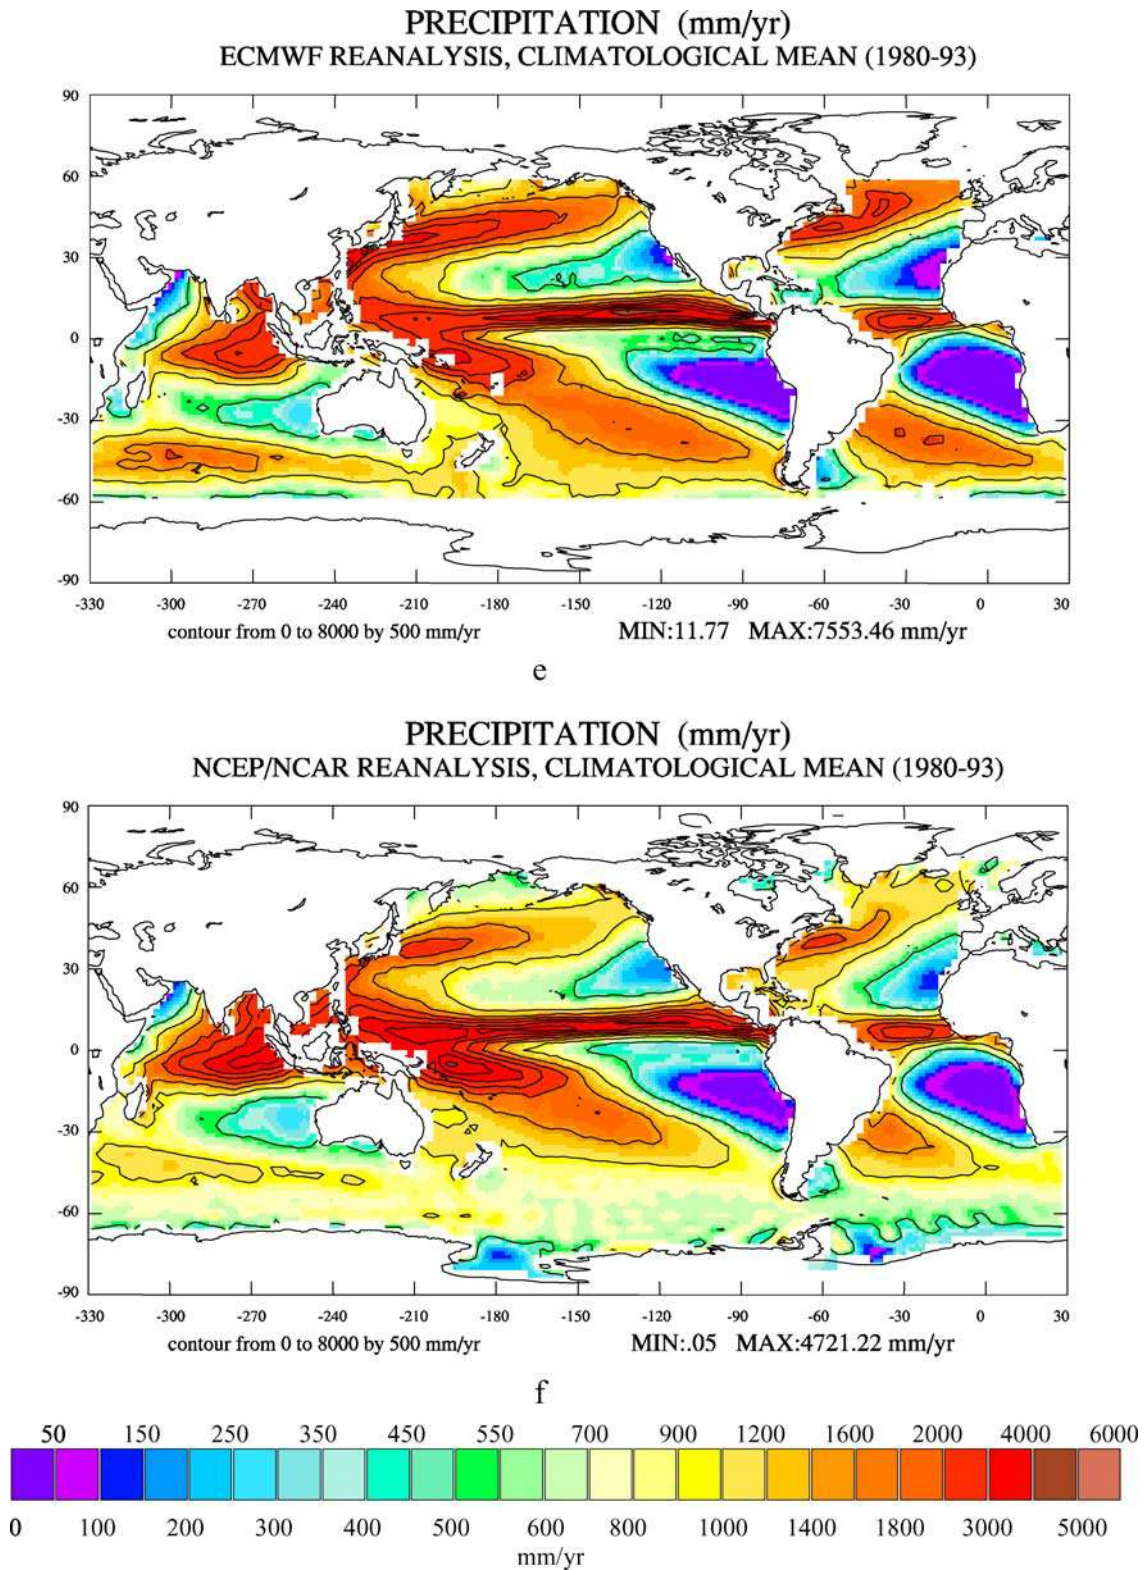 PRECIPITATION (mm/yr)
ECMWF REANALYSIS, CLIMATOLOGICAL MEAN (1980-93)
90
60
30
0
-30
-60
-90
-330 -300 -270 -240 -210 -180 -150 -120 -90 -60 -30 0 30
contour from 0 to 8000 by 500 mm/yr MIN:11.77 MAX:7553.46 mm/yr
e
PRECIPITATION (mm/yr)
NCEP/NCAR REANALYSIS, CLIMATOLOGICAL MEAN (1980-93)
90
60
30
0
-30
-60
-90
-330 -300 -270 -240 -210 -180 -150 -120 -90 -60 -30 0 30
contour from 0 to 8000 by 500 mm/yr MIN:.05 MAX:4721.22 mm/yr
f
50 150 250 350 450 550 700 900 1200 1600 2000 4000 6000
0 100 200 300 400 500 600 800 1000 1400 1800 3000 5000
mm/yr